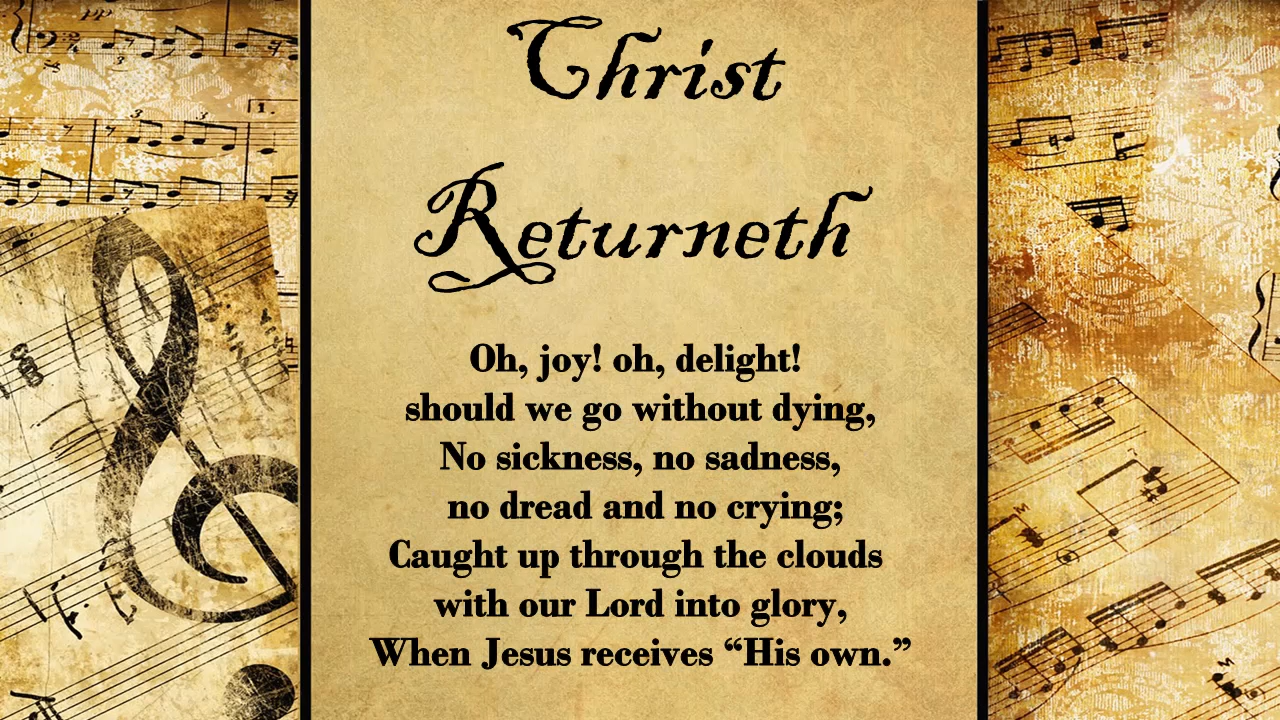 Christ
Returneth
Oh, joy! oh, delight!
should we go without dying,
No sickness, no sadness,
no dread and no crying;
Caught up through the clouds
with our Lord into glory,
When Jesus receives “His own.”